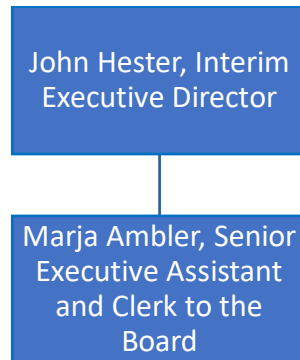 John Hester, Interim
Executive Director
Marja Ambler, Senior
Executive Assistant
and Clerk to the
Board